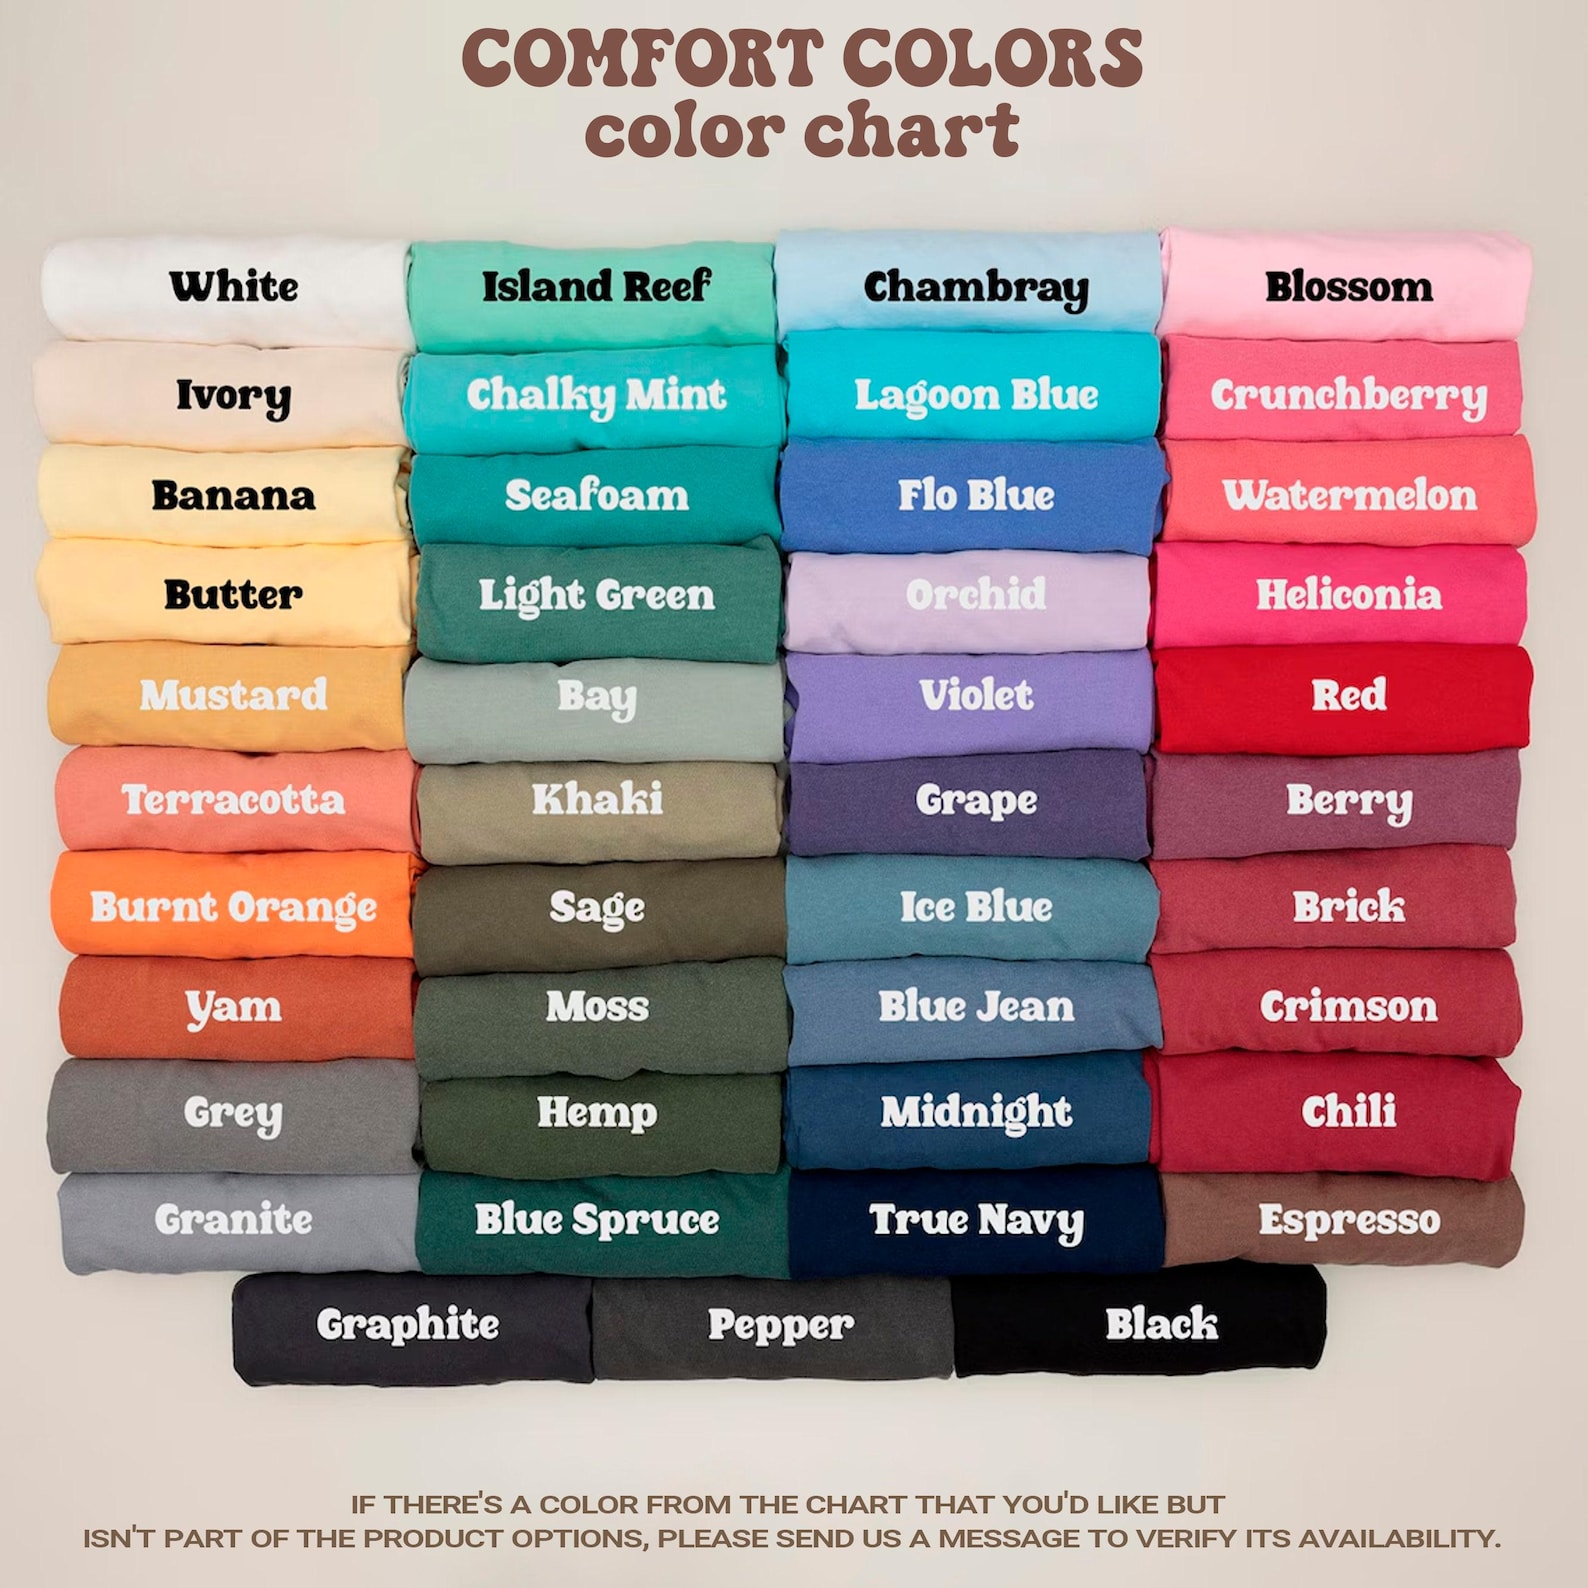 COMFORT COLORS
color chart
White
Island Reef
Chambray
Blossom
Ivory
Chalky Mint
Lagoon Blue
Crunchberry
Banana
Seafoam
Flo Blue
Watermelon
Butter
Light Green
Orchid
Heliconia
Mustard
Bay
Violet
Red
Terracotta
Khaki
Grape
Berry
Burnt Orange
Sage
Ice Blue
Brick
Yam
Moss
Blue Jean
Crimson
Grey
Hemp
Midnight
Chili
Granite
Blue Spruce
True Navy
Espresso
Graphite
Pepper
Black
IF THERE'S A COLOR FROM THE CHART THAT YOU'D LIKE BUT
ISN'T PART OF THE PRODUCT OPTIONS, PLEASE SEND US A MESSAGE TO VERIFY ITS AVAILABILITY.